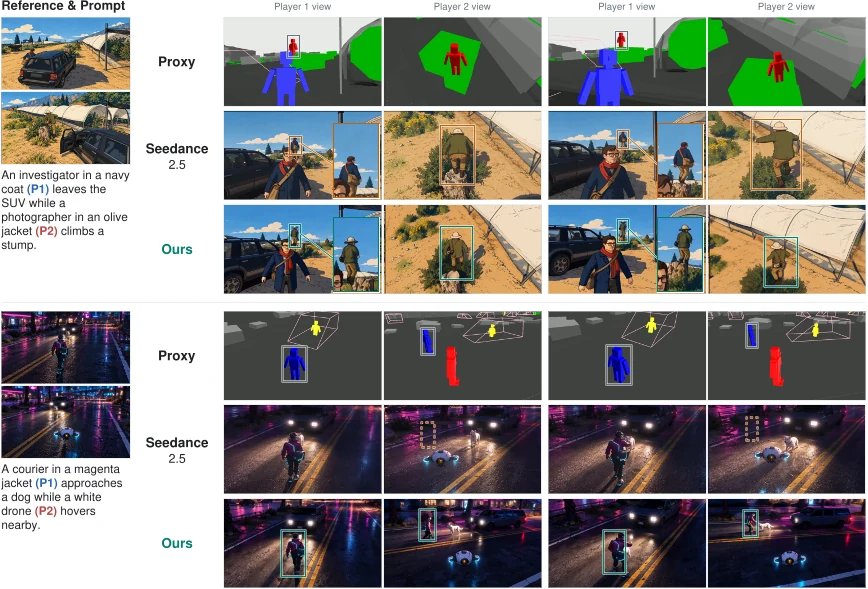 Reference & Prompt
Player 1 view
Player 2 view
Player 1 view
Player 2 view
Proxy
Seedance
2.5
Ours
An investigator in a navy
coat (P1) leaves the
SUV while a
photographer in an olive
jacket (P2) climbs a
stump.
Proxy
Seedance
2.5
Ours
A courier in a magenta
jacket (P1) approaches
a dog while a white
drone (P2) hovers
nearby.